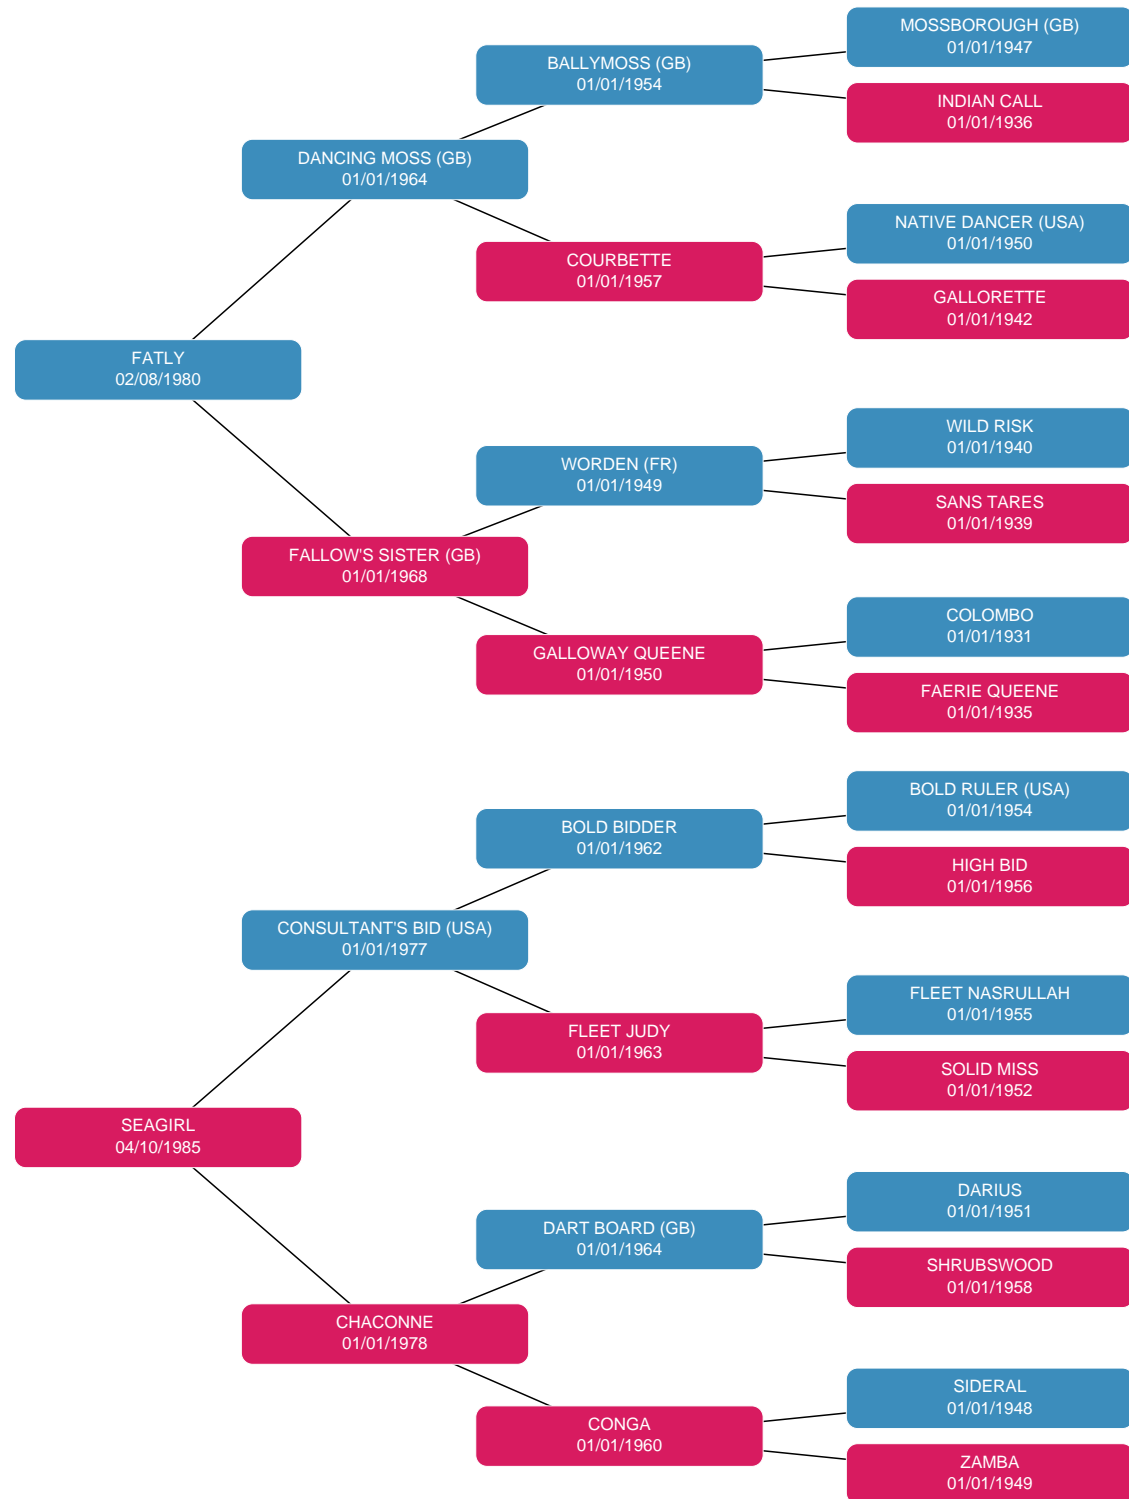 MOSSBOROUGH (GB)
01/01/1947
BALLYMOSS (GB)
01/01/1954
INDIAN CALL
01/01/1936
DANCING MOSS (GB)
01/01/1964
NATIVE DANCER (USA)
01/01/1950
COURBETTE
01/01/1957
GALLORETTE
01/01/1942
FATLY
02/08/1980
WILD RISK
01/01/1940
WORDEN (FR)
01/01/1949
SANS TARES
01/01/1939
FALLOW'S SISTER (GB)
01/01/1968
COLOMBO
01/01/1931
GALLOWAY QUEENE
01/01/1950
FAERIE QUEENE
01/01/1935
BOLD RULER (USA)
01/01/1954
BOLD BIDDER
01/01/1962
HIGH BID
01/01/1956
CONSULTANT'S BID (USA)
01/01/1977
FLEET NASRULLAH
01/01/1955
FLEET JUDY
01/01/1963
SOLID MISS
01/01/1952
SEAGIRL
04/10/1985
DARIUS
01/01/1951
DART BOARD (GB)
01/01/1964
SHRUBSWOOD
01/01/1958
CHACONNE
01/01/1978
SIDERAL
01/01/1948
CONGA
01/01/1960
ZAMBA
01/01/1949